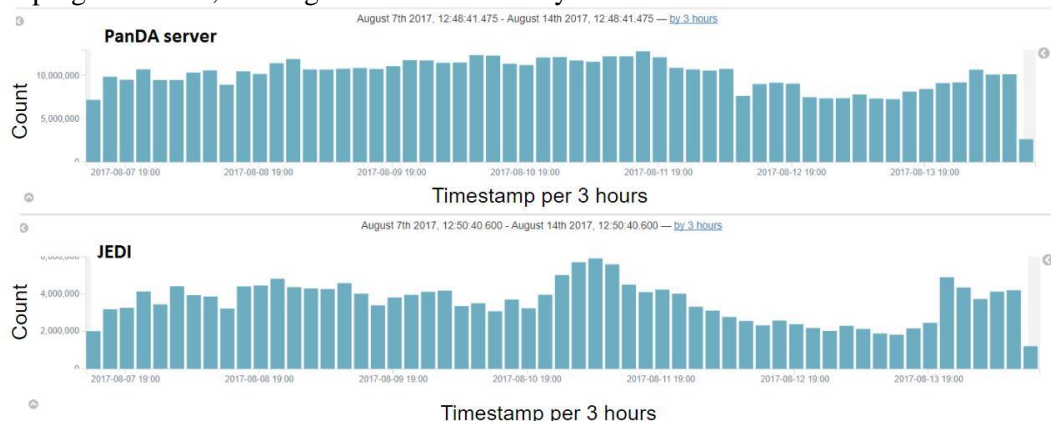 August 7th 2017, 12:48:41.475 - August 14th 2017, 12:48:41.475 — by 3 hours
PanDA server
Count
10,000,000
5,000,000
0
2017-08-07 19:00 2017-08-08 19:00 2017-08-09 19:00 2017-08-10 19:00 2017-08-11 19:00 2017-08-12 19:00 2017-08-13 19:00
Timestamp per 3 hours
August 7th 2017, 12:50:40.600 - August 14th 2017, 12:50:40.600 — by 3 hours
JEDI
Count
4,000,000
2,000,000
0
2017-08-07 19:00 2017-08-08 19:00 2017-08-09 19:00 2017-08-10 19:00 2017-08-11 19:00 2017-08-12 19:00 2017-08-13 19:00
Timestamp per 3 hours